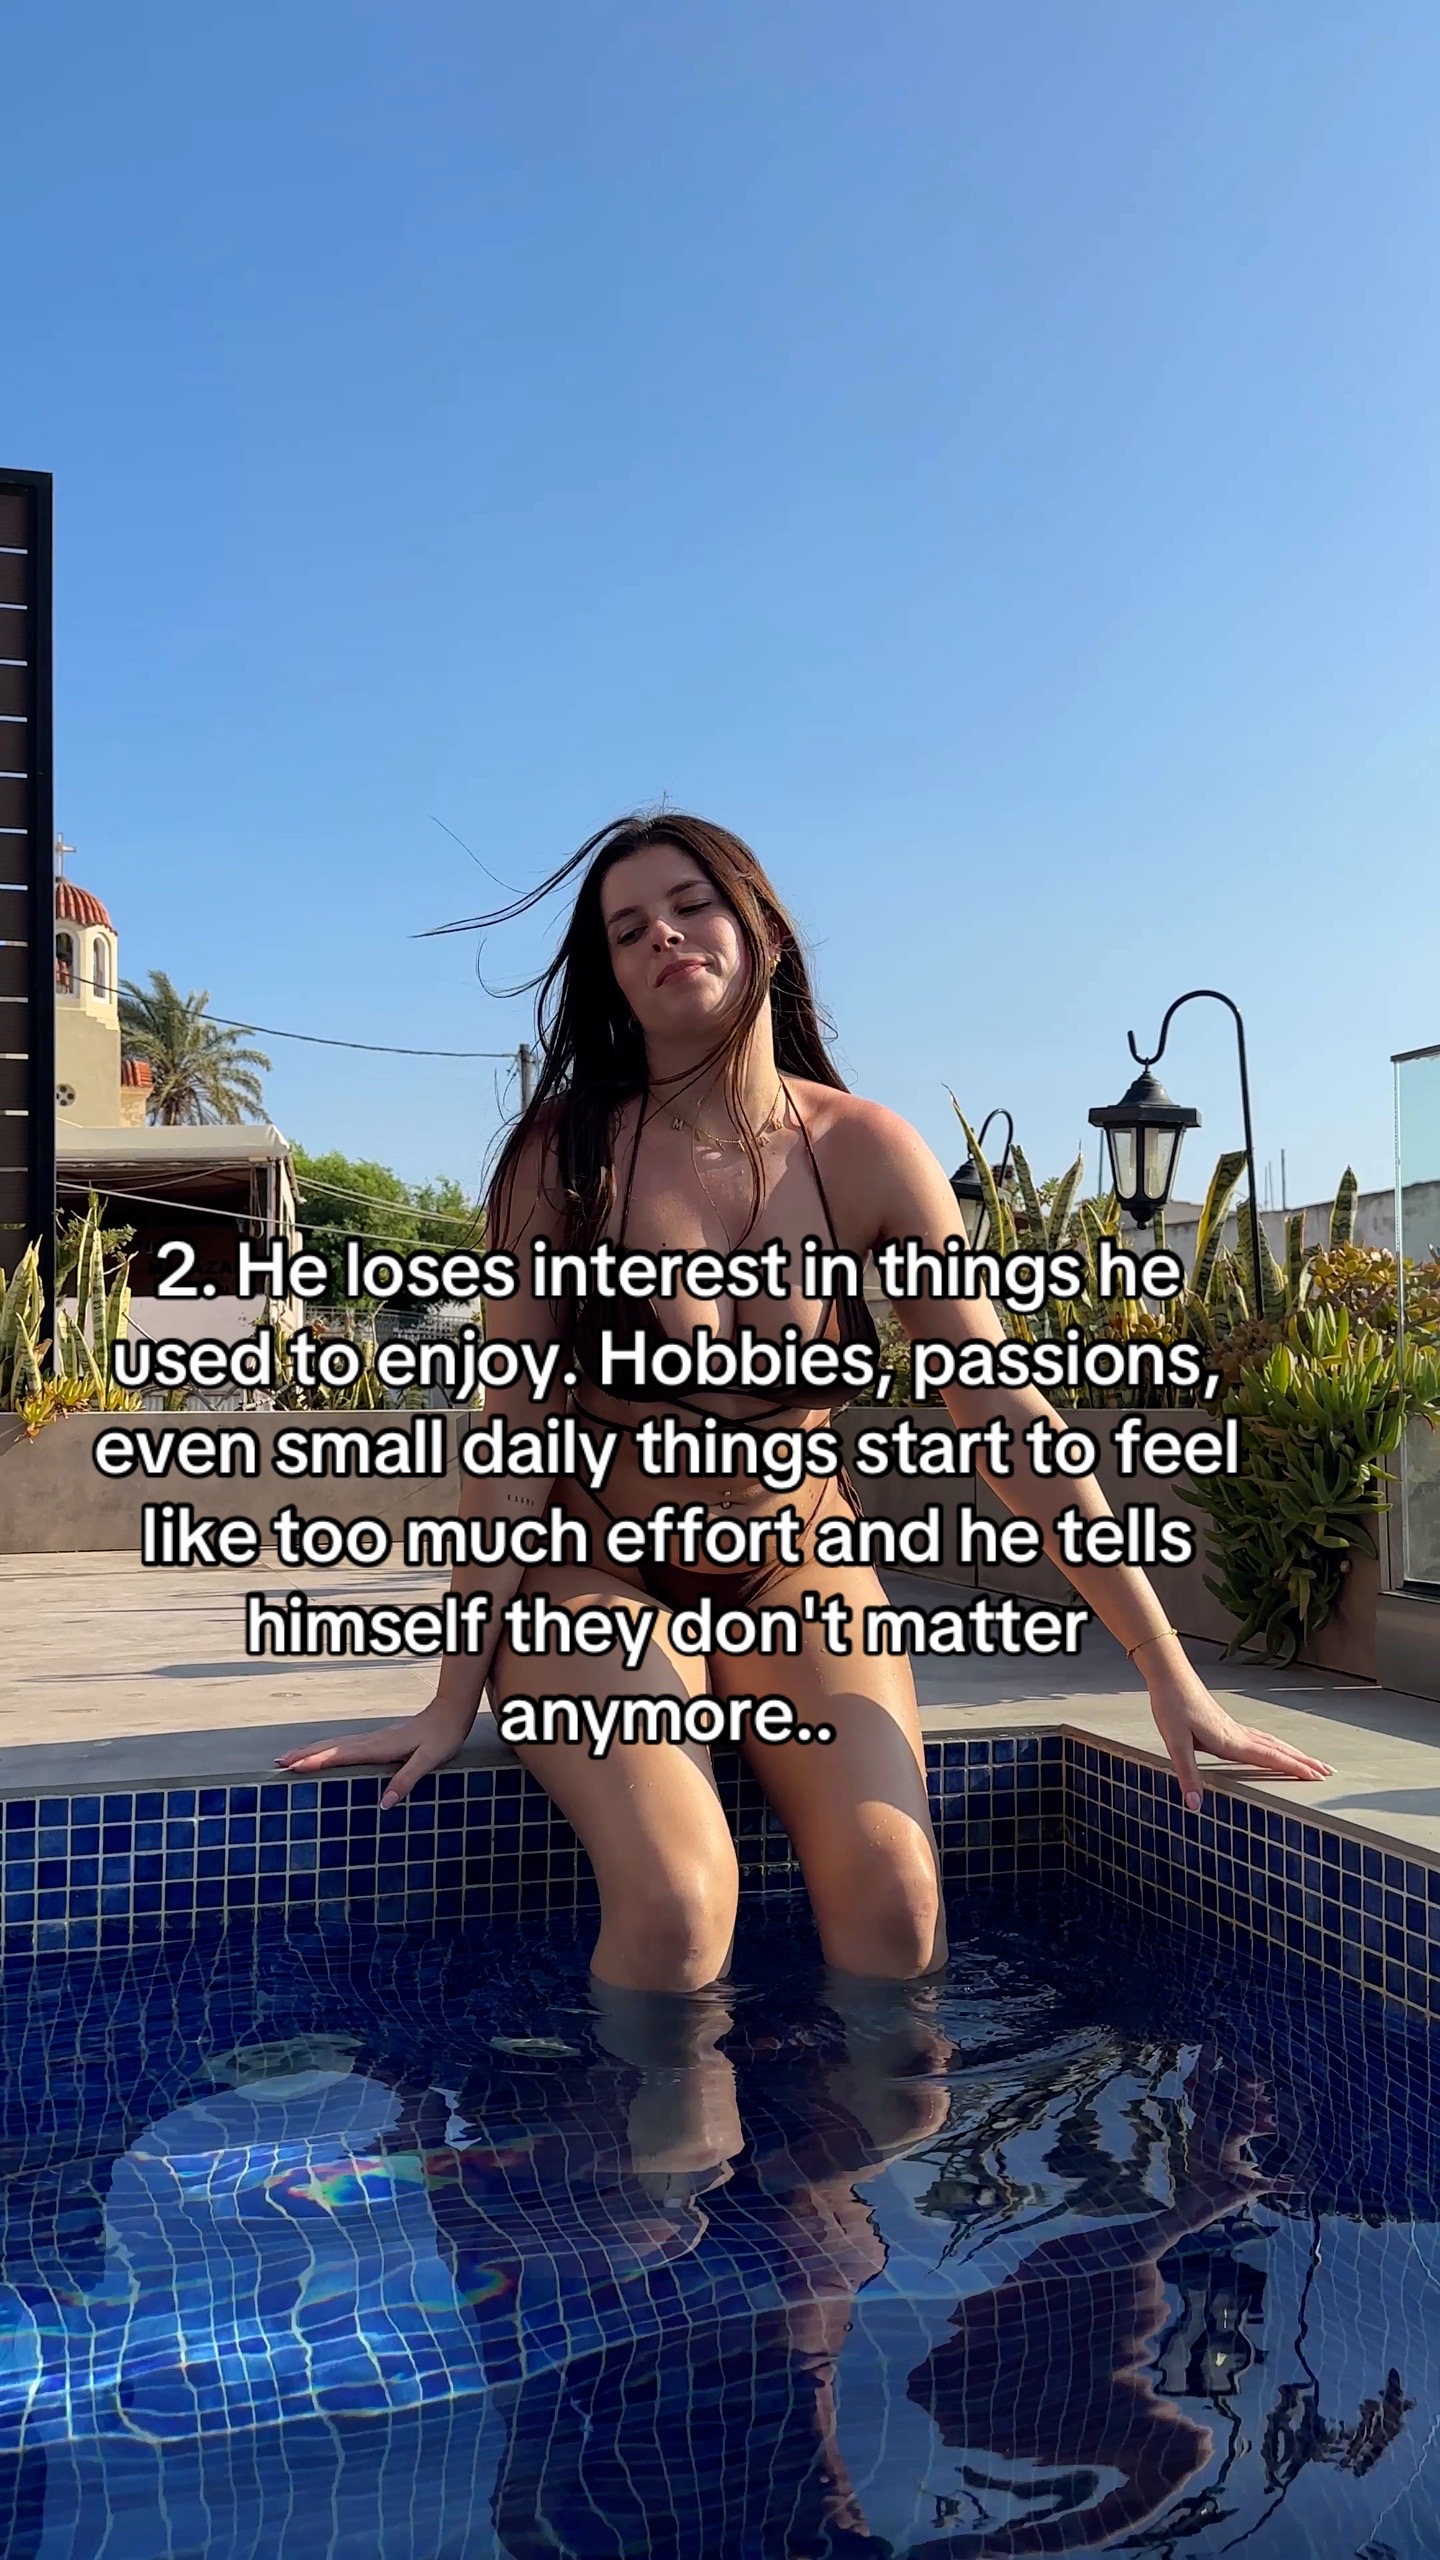 2. He loses interest in things he
used to enjoy. Hobbies, passions,
even small daily things start to feel
like too much effort and he tells
himself they don't matter
anymore..